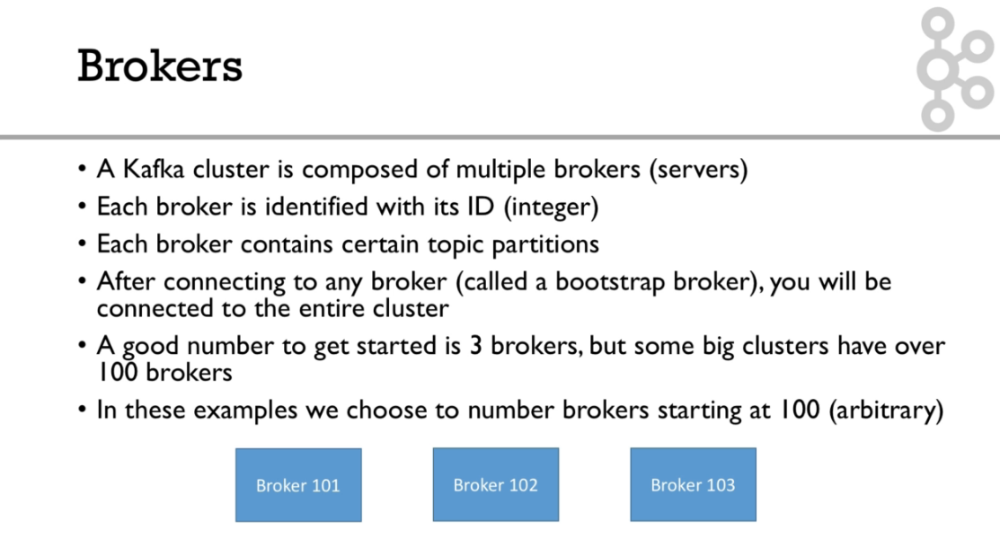 Brokers
• A Kafka cluster is composed of multiple brokers (servers)
• Each broker is identified with its ID (integer)
• Each broker contains certain topic partitions
• After connecting to any broker (called a bootstrap broker), you will be
connected to the entire cluster
• A good number to get started is 3 brokers, but some big clusters have over
100 brokers
• In these examples we choose to number brokers starting at 100 (arbitrary)
Broker 101
Broker 102
Broker 103